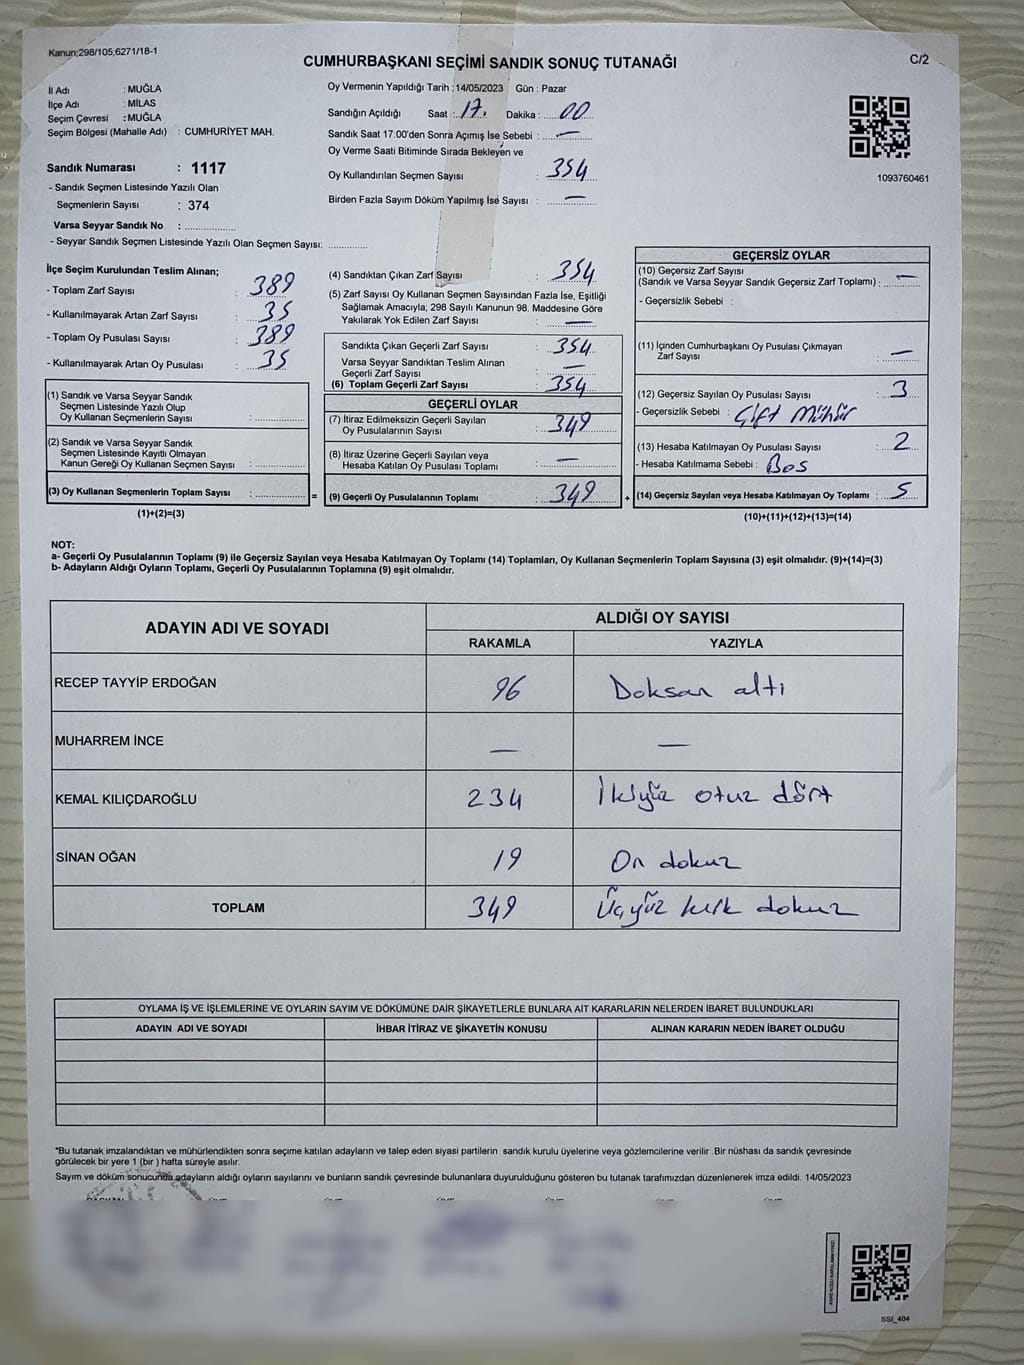 Kanun;298/105,6271/18-1
CUMHURBAŞKANI SEÇİMİ SANDIK SONUÇ TUTANAĞI
C/2
İl Adı : MUĞLA
İlçe Adı : MİLAS
Seçim Çevresi : MUĞLA
Seçim Bölgesi (Mahalle Adı) : CUMHURİYET MAH.
Sandık Numarası : 1117
- Sandık Seçmen Listesinde Yazılı Olan
Seçmenlerin Sayısı : 374
Varsa Seyyar Sandık No :
- Seyyar Sandık Seçmen Listesinde Yazılı Olan Seçmen Sayısı:
Oy Vermenin Yapıldığı Tarih : 14/05/2023 Gün : Pazar
Sandığın Açıldığı Saat : 17. Dakika : 00
Sandık Saat 17:00'den Sonra Açımış İse Sebebi : —
Oy Verme Saati Bitiminde Sırada Bekleyen ve
Oy Kullandırılan Seçmen Sayısı : 354
Birden Fazla Sayım Döküm Yapılmış İse Sayısı : —
1093760461
İlçe Seçim Kurulundan Teslim Alınan;
- Toplam Zarf Sayısı : 389
- Kullanılmayarak Artan Zarf Sayısı : 35
- Toplam Oy Pusulası Sayısı : 389
- Kullanılmayarak Artan Oy Pusulası : 35
(1) Sandık ve Varsa Seyyar Sandık
Seçmen Listesinde Yazılı Olup
Oy Kullanan Seçmenlerin Sayısı :
(2) Sandık ve Varsa Seyyar Sandık
Seçmen Listesinde Kayıtlı Olmayan
Kanun Gereği Oy Kullanan Seçmen Sayısı :
(3) Oy Kullanan Seçmenlerin Toplam Sayısı : =
(1)+(2)=(3)
(4) Sandıktan Çıkan Zarf Sayısı : 354
(5) Zarf Sayısı Oy Kullanan Seçmen Sayısından Fazla İse, Eşitliği
Sağlamak Amacıyla; 298 Sayılı Kanunun 98. Maddesine Göre
Yakılarak Yok Edilen Zarf Sayısı : —
Sandıkta Çıkan Geçerli Zarf Sayısı : 354
Varsa Seyyar Sandıktan Teslim Alınan
Geçerli Zarf Sayısı : —
(6) Toplam Geçerli Zarf Sayısı : 354
GEÇERLİ OYLAR
(7) İtiraz Edilmeksizin Geçerli Sayılan
Oy Pusulalarının Sayısı : 349
(8) İtiraz Üzerine Geçerli Sayılan veya
Hesaba Katılan Oy Pusulası Toplamı : —
(9) Geçerli Oy Pusulalarının Toplamı : 349 +
GEÇERSİZ OYLAR
(10) Geçersiz Zarf Sayısı
(Sandık ve Varsa Seyyar Sandık Geçersiz Zarf Toplamı) : —
- Geçersizlik Sebebi :
(11) İçinden Cumhurbaşkanı Oy Pusulası Çıkmayan
Zarf Sayısı : —
(12) Geçersiz Sayılan Oy Pusulası Sayısı : 3
- Geçersizlik Sebebi : Çift Mühür
(13) Hesaba Katılmayan Oy Pusulası Sayısı : 2
- Hesaba Katılmama Sebebi : Bos
(14) Geçersiz Sayılan veya Hesaba Katılmayan Oy Toplamı : 5
(10)+(11)+(12)+(13)=(14)
NOT:
a- Geçerli Oy Pusulalarının Toplamı (9) ile Geçersiz Sayılan veya Hesaba Katılmayan Oy Toplamı (14) Toplamları, Oy Kullanan Seçmenlerin Toplam Sayısına (3) eşit olmalıdır. (9)+(14)=(3)
b- Adayların Aldığı Oyların Toplamı, Geçerli Oy Pusulalarının Toplamına (9) eşit olmalıdır.
ADAYIN ADI VE SOYADI ALDIĞI OY SAYISI
RAKAMLA YAZIYLA
RECEP TAYYİP ERDOĞAN 96 Doksan altı
MUHARREM İNCE — —
KEMAL KILIÇDAROĞLU 234 İkiyüz otuz dört
SİNAN OĞAN 19 On dokuz
TOPLAM 349 Üçyüz kırk dokuz
OYLAMA İŞ VE İŞLEMLERİNE VE OYLARIN SAYIM VE DÖKÜMÜNE DAİR ŞİKAYETLERLE BUNLARA AİT KARARLARIN NELERDEN İBARET BULUNDUKLARI
ADAYIN ADI VE SOYADI İHBAR İTİRAZ VE ŞİKAYETİN KONUSU ALINAN KARARIN NEDEN İBARET OLDUĞU
*Bu tutanak imzalandıktan ve mühürlendikten sonra seçime katılan adayların ve talep eden siyasi partilerin sandık kurulu üyelerine veya gözlemcilerine verilir .Bir nüshası da sandık çevresinde
görülecek bir yere 1 (bir ) hafta süreyle asılır.
Sayım ve döküm sonucunda adayların aldığı oyların sayılarını ve bunların sandık çevresinde bulunanlara duyurulduğunu gösteren bu tutanak tarafımızdan düzenlenerek imza edildi. 14/05/2023
SSI_404